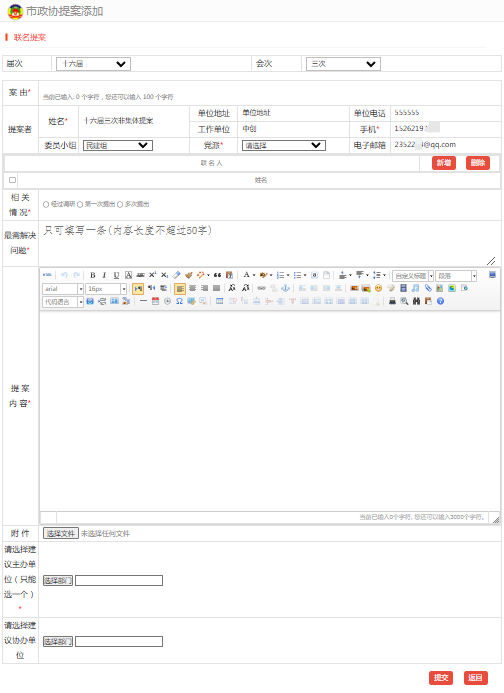 市政协提案添加
联名提案
届次 十六届 会次 三次
案 由*
当前已输入: 0 个字符，您还可以输入 100 个字符
提案者 姓名* 十六届三次非集体提案 单位地址 单位地址 单位电话 555555
工作单位 中创 手机*
委员小组 民建组 党派* 请选择 电子邮箱 @qq.com
联 名 人 新增 删除
姓名
相 关
情 况* 经过调研 第一次提出 多次提出
最需解决
问题*
只可填写一条(内容长度不超过50字)
HTML B I U A ABC
自定义标题 段落
arial 16px
代码语言
提 案
内 容*
当前已输入0个字符, 您还可以输入3000个字符。
附 件 选择文件 未选择任何文件
请选择建
议主办单
位（只能
选一个）
*
选择部门
请选择建
议协办单
位
选择部门
提交 返回